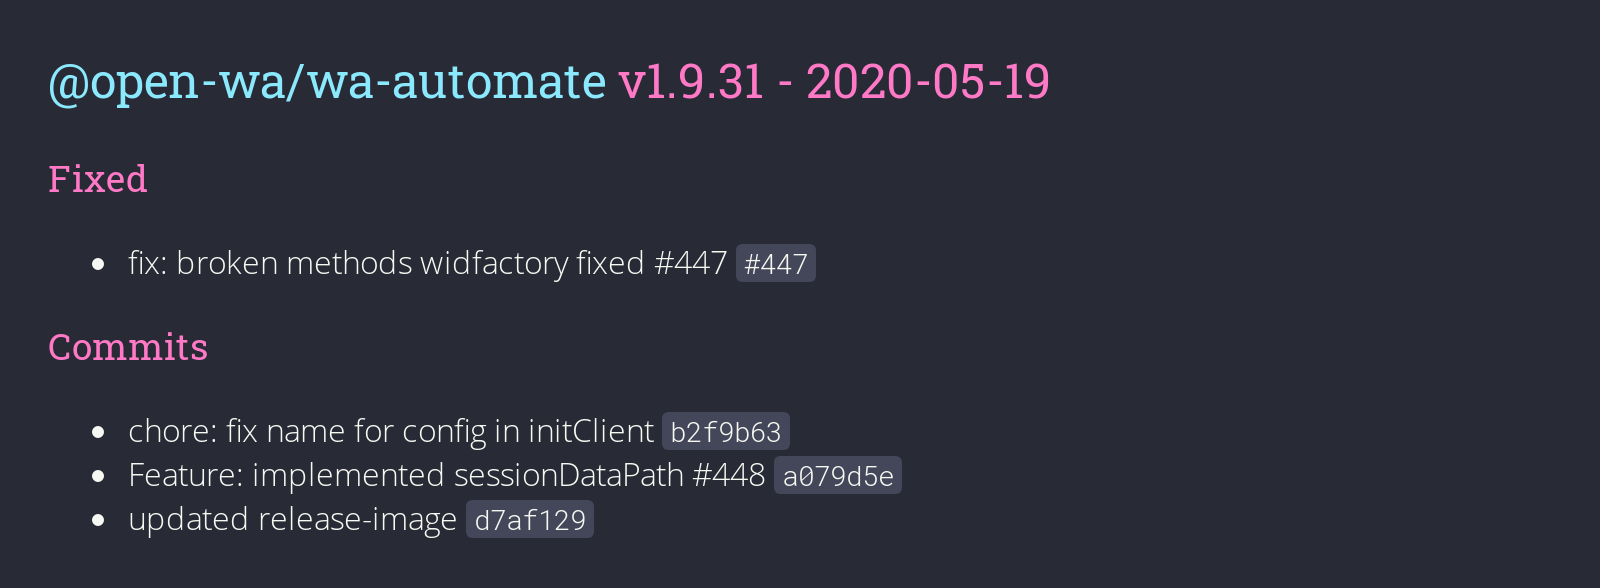 @open-wa/wa-automate v1.9.31 - 2020-05-19
Fixed
fix: broken methods widfactory fixed #447 #447
Commits
chore: fix name for config in initClient b2f9b63
Feature: implemented sessionDataPath #448 a079d5e
updated release-image d7af129